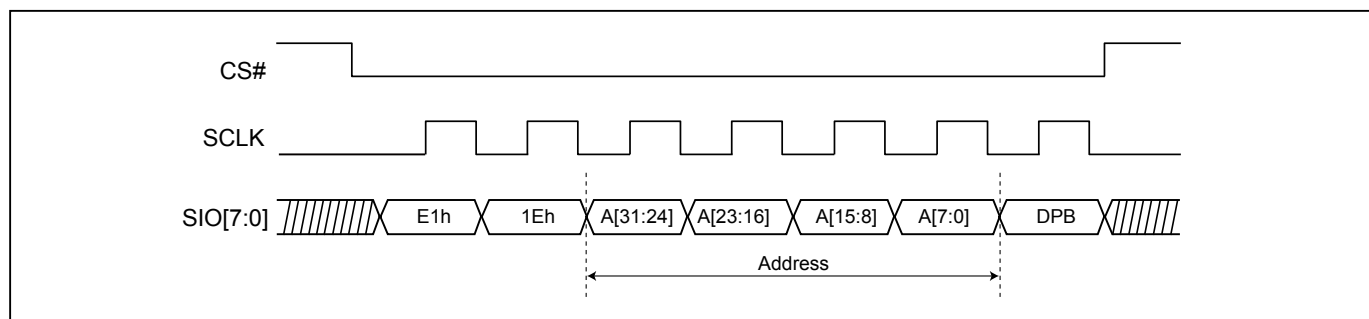 CS#
SCLK
SIO[7:0] E1h 1Eh A[31:24] A[23:16] A[15:8] A[7:0] DPB
Address